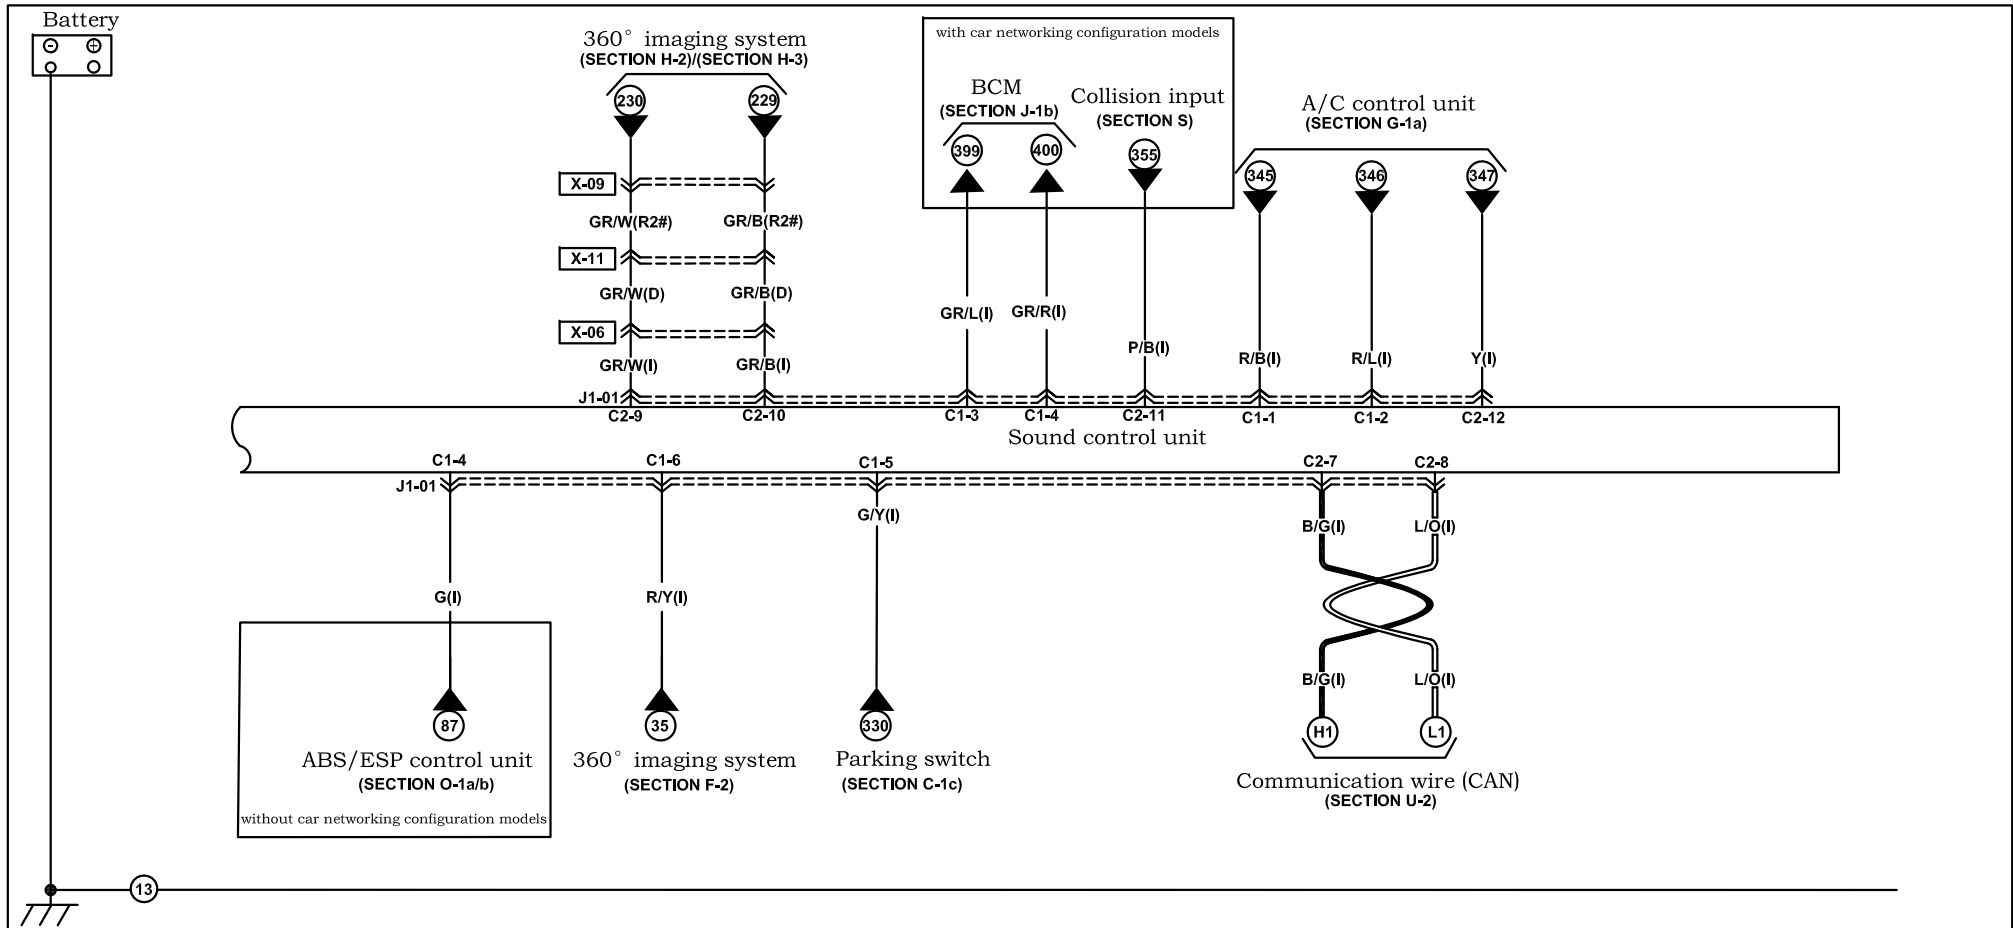 Battery
360° imaging system
(SECTION H-2)/(SECTION H-3)
230
229
X-09
GR/W(R2#)
GR/B(R2#)
X-11
GR/W(D)
GR/B(D)
X-06
GR/W(I)
GR/B(I)
with car networking configuration models
BCM
(SECTION J-1b)
399
400
Collision input
(SECTION S)
355
GR/L(I)
GR/R(I)
P/B(I)
A/C control unit
(SECTION G-1a)
345
346
347
R/B(I)
R/L(I)
Y(I)
J1-01
C2-9
C2-10
C1-3
C1-4
C2-11
C1-1
C1-2
C2-12
Sound control unit
C1-4
C1-6
C1-5
C2-7
C2-8
J1-01
G(I)
R/Y(I)
G/Y(I)
B/G(I)
L/O(I)
B/G(I)
L/O(I)
87
ABS/ESP control unit
(SECTION O-1a/b)
without car networking configuration models
35
360° imaging system
(SECTION F-2)
330
Parking switch
(SECTION C-1c)
H1
L1
Communication wire (CAN)
(SECTION U-2)
13